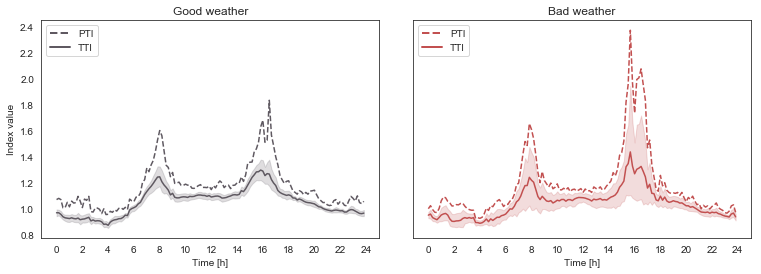 Good weather
Bad weather
PTI
TTI
PTI
TTI
Index value
2.4
2.2
2.0
1.8
1.6
1.4
1.2
1.0
0.8
0 2 4 6 8 10 12 14 16 18 20 22 24
0 2 4 6 8 10 12 14 16 18 20 22 24
Time [h]
Time [h]